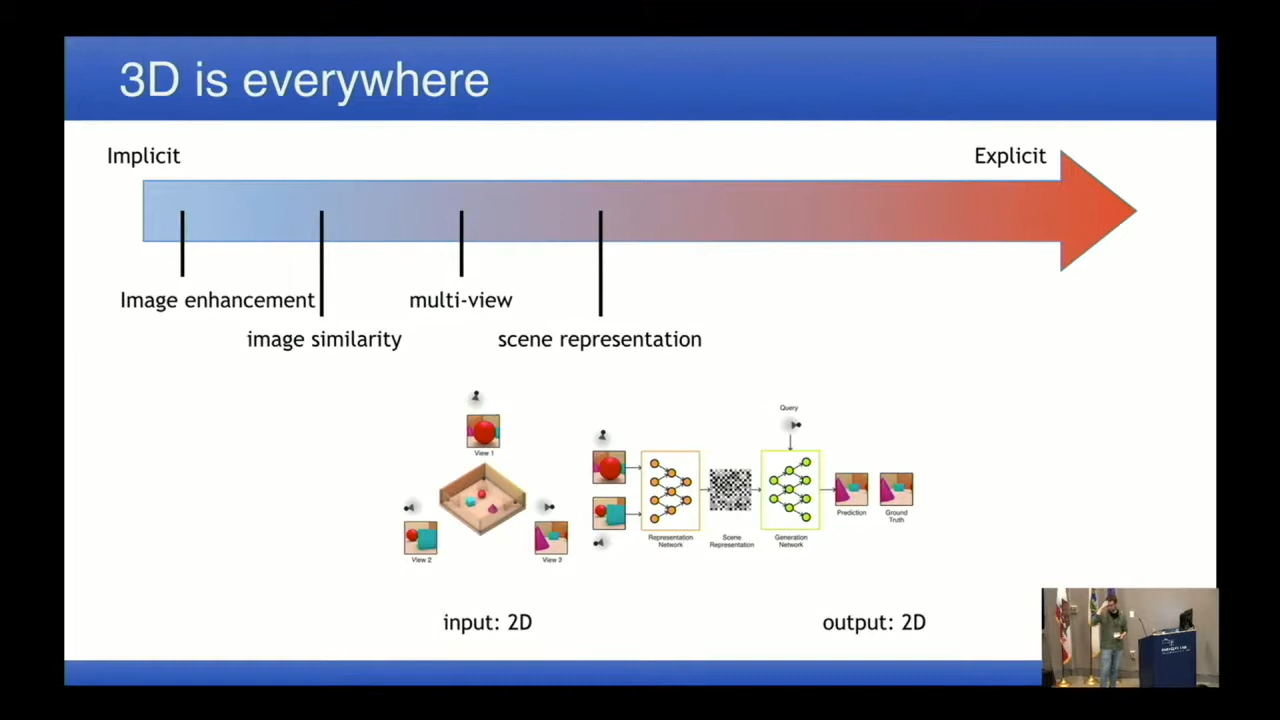 3D is everywhere
Implicit
Explicit
Image enhancement
multi-view
image similarity
scene representation
View 1
View 2
View 3
Query
Representation
Network
Scene
Representation
Generation
Network
Prediction
Ground
Truth
input: 2D
output: 2D